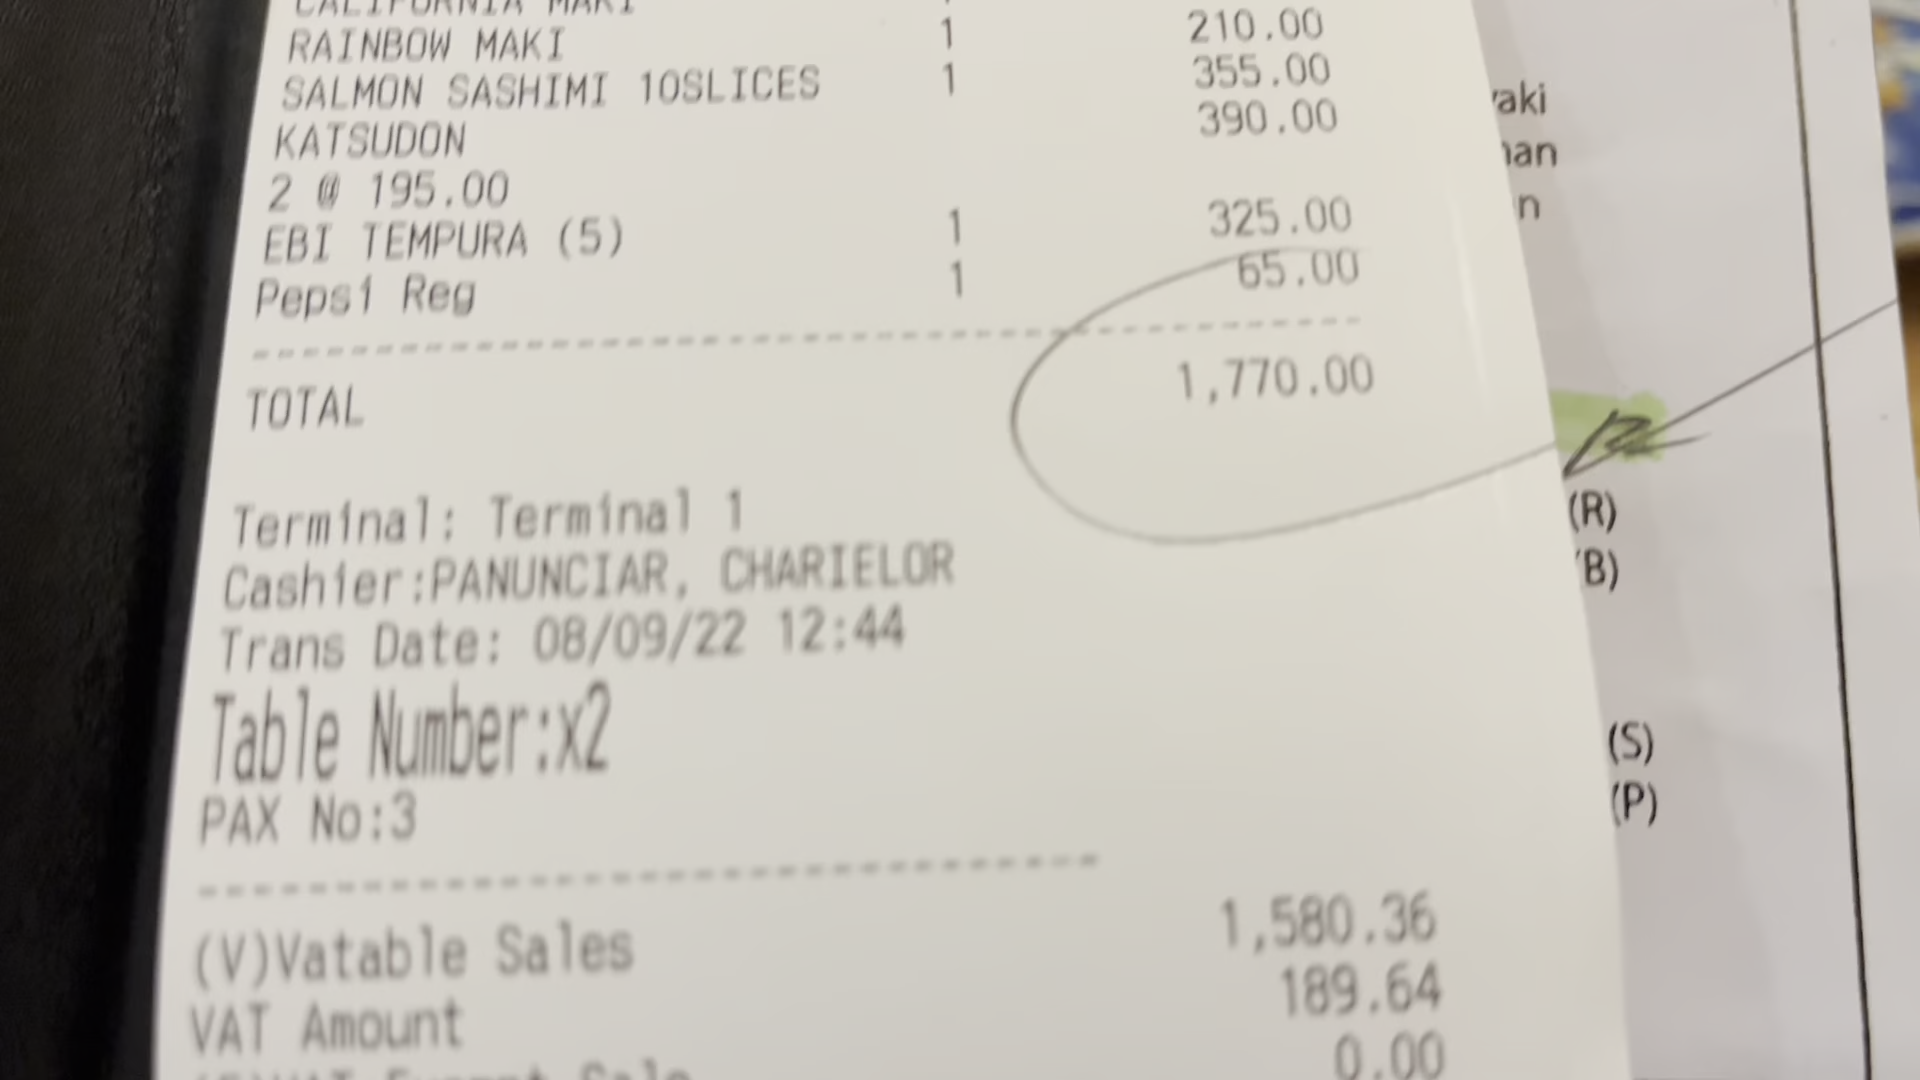 CALIFORNIA MAKI
RAINBOW MAKI 1 210.00
SALMON SASHIMI 10SLICES 1 355.00
KATSUDON 390.00
2 @ 195.00
EBI TEMPURA (5) 1 325.00
Pepsi Reg 1 65.00
TOTAL 1,770.00
Terminal: Terminal 1
Cashier:PANUNCIAR, CHARIELOR
Trans Date: 08/09/22 12:44
Table Number:x2
PAX No:3
(V)Vatable Sales 1,580.36
VAT Amount 189.64
0.00
aki
n
(R)
B)
(S)
(P)